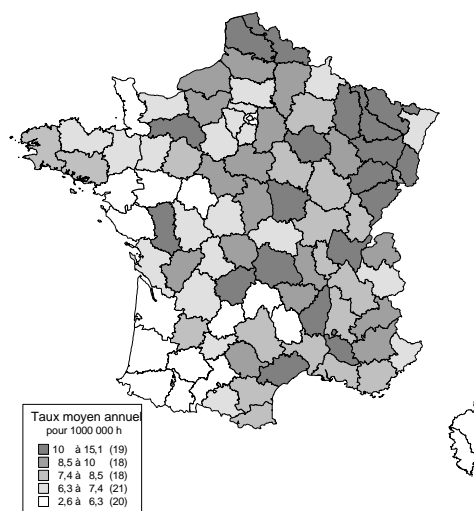 Taux moyen annuel
pour 1000 000 h
10 à 15,1 (19)
8,5 à 10 (18)
7,4 à 8,5 (18)
6,3 à 7,4 (21)
2,6 à 6,3 (20)